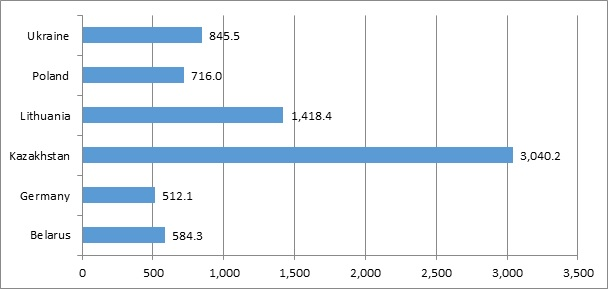 Ukraine 845.5
Poland 716.0
Lithuania 1,418.4
Kazakhstan 3,040.2
Germany 512.1
Belarus 584.3
0 500 1,000 1,500 2,000 2,500 3,000 3,500